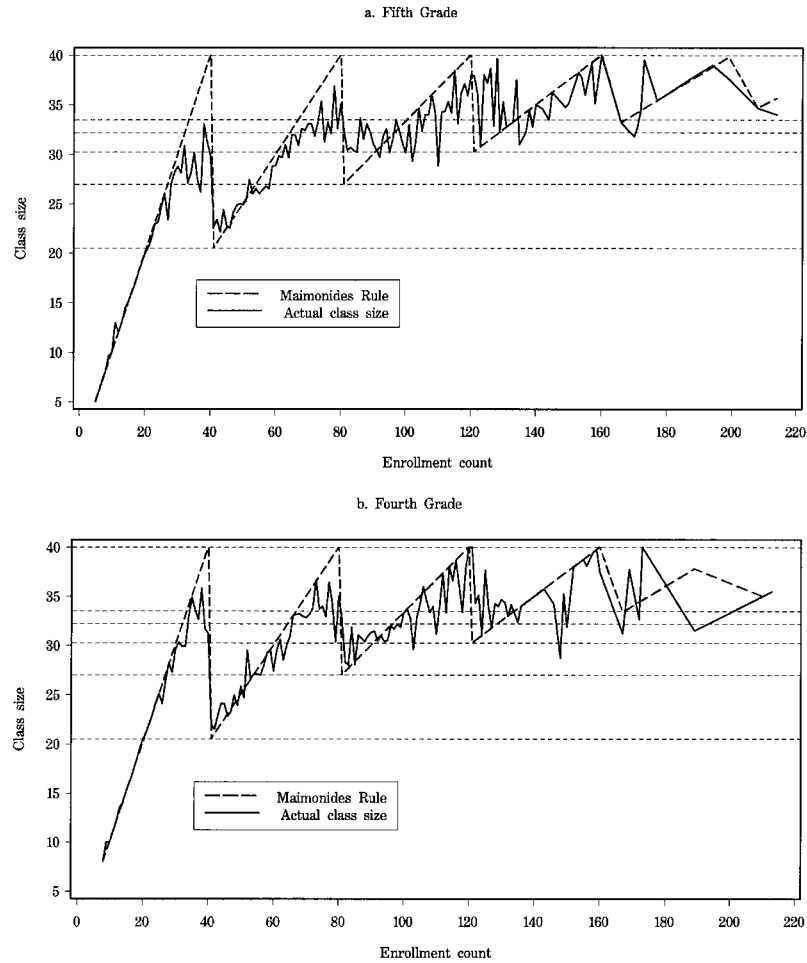 a. Fifth Grade
40
35
30
25
20
15
10
5
Class size
Maimonides Rule
Actual class size
0 20 40 60 80 100 120 140 160 180 200 220
Enrollment count
b. Fourth Grade
40
35
30
25
20
15
10
5
Class size
Maimonides Rule
Actual class size
0 20 40 60 80 100 120 140 160 180 200 220
Enrollment count